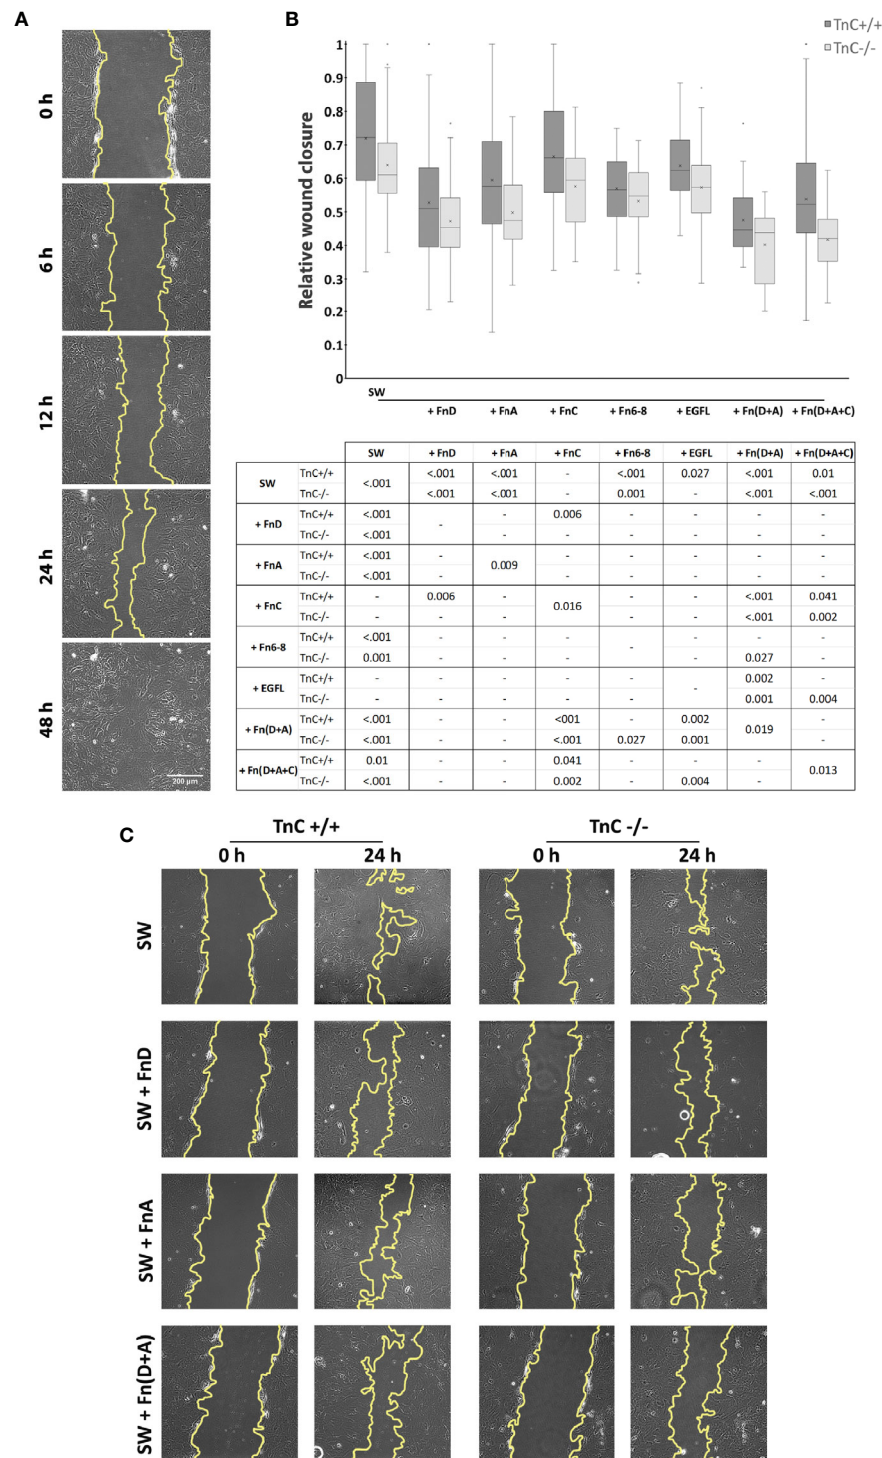 A
0 h
6 h
12 h
24 h
48 h
200 µm
B
TnC+/+
TnC-/-
Relative wound closure
1
0.9
0.8
0.7
0.6
0.5
0.4
0.3
0.2
0.1
0
SW
+ FnD + FnA + FnC + Fn6-8 + EGFL + Fn(D+A) + Fn(D+A+C)
SW + FnD + FnA + FnC + Fn6-8 + EGFL + Fn(D+A) + Fn(D+A+C)
SW TnC+/+ <.001 <.001 <.001 - <.001 0.027 <.001 0.01
TnC-/- <.001 <.001 - 0.001 - <.001 <.001
+ FnD TnC+/+ <.001 - - 0.006 - - - -
TnC-/- <.001 - - - - - -
+ FnA TnC+/+ <.001 - 0.009 - - - - -
TnC-/- <.001 - - - - - -
+ FnC TnC+/+ - 0.006 - 0.016 - - <.001 0.041
TnC-/- - - - - - <.001 0.002
+ Fn6-8 TnC+/+ <.001 - - - - - - -
TnC-/- 0.001 - - - - 0.027 -
+ EGFL TnC+/+ - - - - - - 0.002 -
TnC-/- - - - - - 0.001 0.004
+ Fn(D+A) TnC+/+ <.001 - - <001 - 0.002 0.019 -
TnC-/- <.001 - - <.001 0.027 0.001 -
+ Fn(D+A+C) TnC+/+ 0.01 - - 0.041 - - - 0.013
TnC-/- <.001 - - 0.002 - 0.004 -
C
TnC +/+ TnC -/-
0 h 24 h 0 h 24 h
SW
SW + FnD
SW + FnA
SW + Fn(D+A)